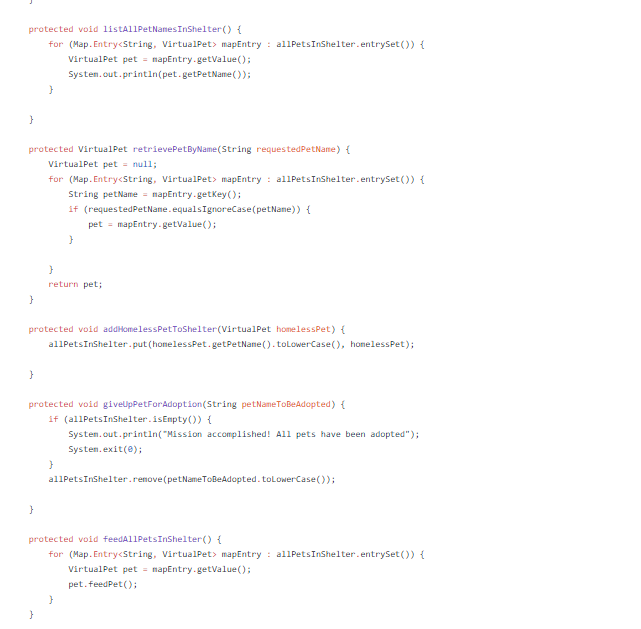 }
protected void listAllPetNamesInShelter() {
for (Map.Entry<String, VirtualPet> mapEntry : allPetsInShelter.entrySet()) {
VirtualPet pet = mapEntry.getValue();
System.out.println(pet.getPetName());
}
}
protected VirtualPet retrievePetByName(String requestedPetName) {
VirtualPet pet = null;
for (Map.Entry<String, VirtualPet> mapEntry : allPetsInShelter.entrySet()) {
String petName = mapEntry.getKey();
if (requestedPetName.equalsIgnoreCase(petName)) {
pet = mapEntry.getValue();
}
}
return pet;
}
protected void addHomelessPetToShelter(VirtualPet homelessPet) {
allPetsInShelter.put(homelessPet.getPetName().toLowerCase(), homelessPet);
}
protected void giveUpPetForAdoption(String petNameToBeAdopted) {
if (allPetsInShelter.isEmpty()) {
System.out.println("Mission accomplished! All pets have been adopted");
System.exit(0);
}
allPetsInShelter.remove(petNameToBeAdopted.toLowerCase());
}
protected void feedAllPetsInShelter() {
for (Map.Entry<String, VirtualPet> mapEntry : allPetsInShelter.entrySet()) {
VirtualPet pet = mapEntry.getValue();
pet.feedPet();
}
}